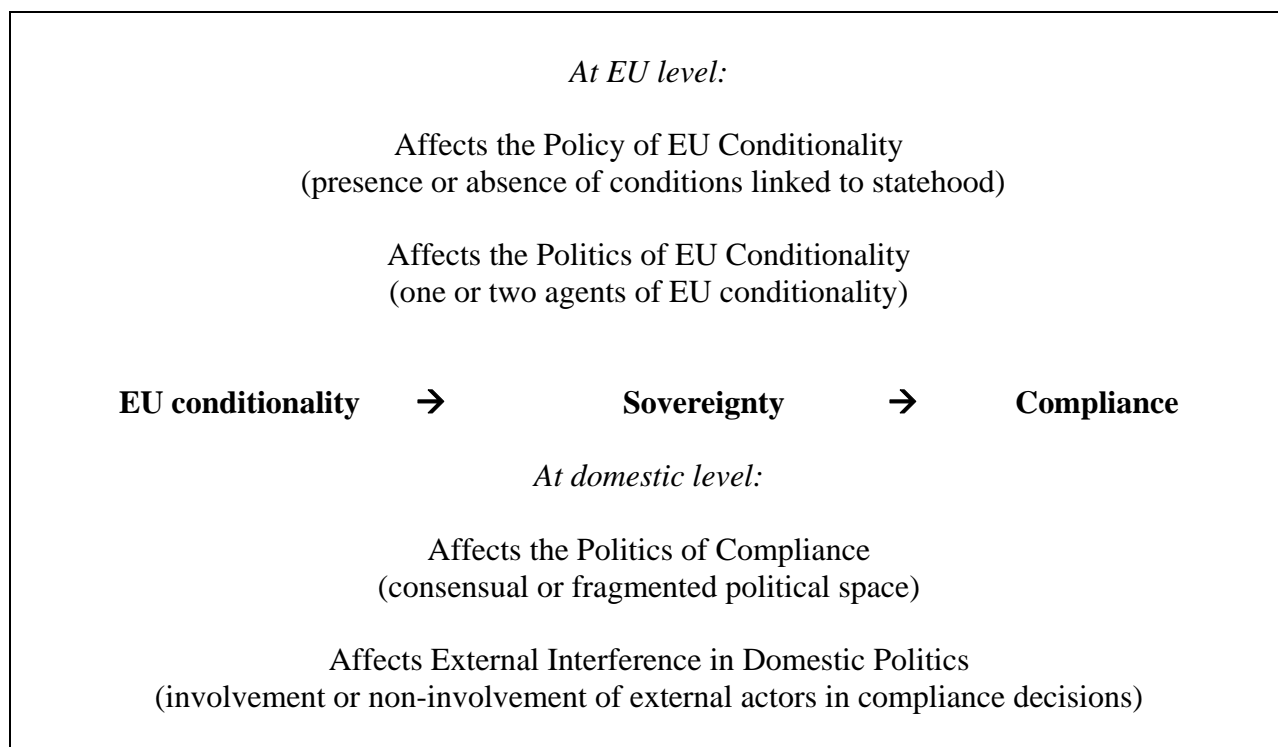 At EU level:
Affects the Policy of EU Conditionality
(presence or absence of conditions linked to statehood)
Affects the Politics of EU Conditionality
(one or two agents of EU conditionality)
EU conditionality → Sovereignty → Compliance
At domestic level:
Affects the Politics of Compliance
(consensual or fragmented political space)
Affects External Interference in Domestic Politics
(involvement or non-involvement of external actors in compliance decisions)